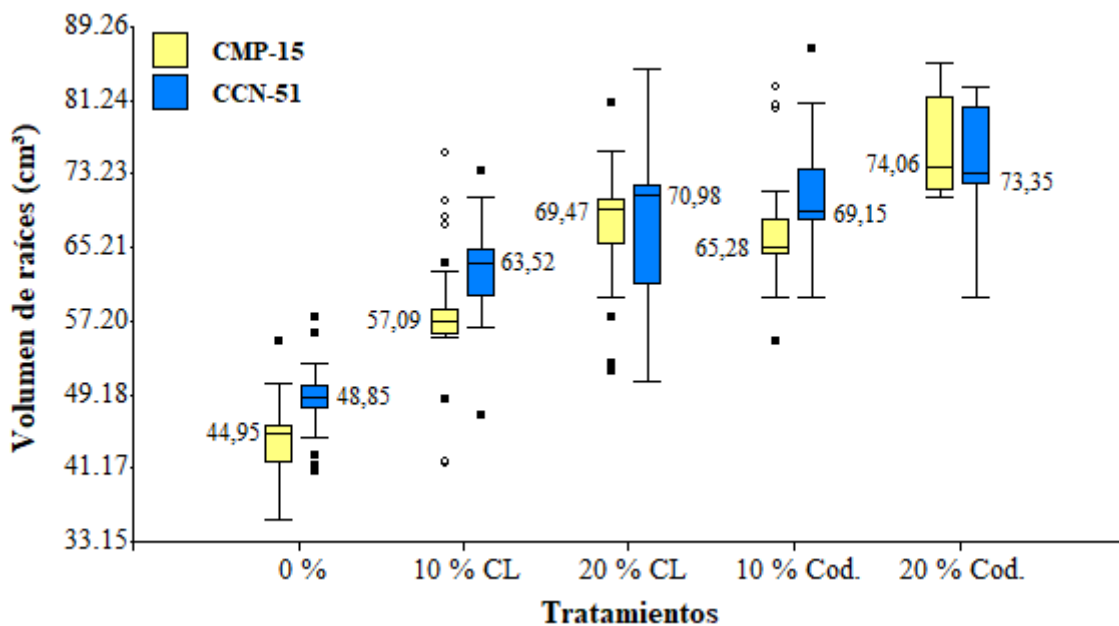 89.26
81.24
73.23
65.21
57.20
49.18
41.17
33.15
Volumen de raíces (cm³)
CMP-15
CCN-51
44,95
48,85
57,09
63,52
69,47
70,98
65,28
69,15
74,06
73,35
0 %
10 % CL
20 % CL
10 % Cod.
20 % Cod.
Tratamientos